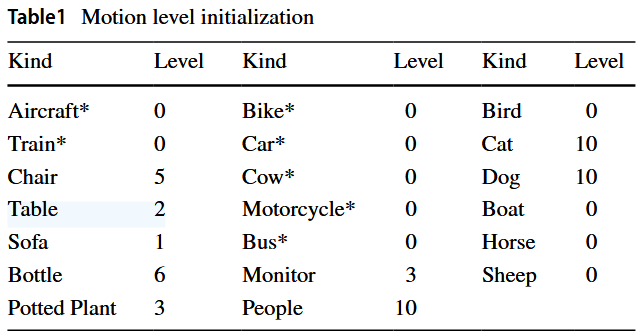 Table1 Motion level initialization
Kind Level Kind Level Kind Level
Aircraft* 0 Bike* 0 Bird 0
Train* 0 Car* 0 Cat 10
Chair 5 Cow* 0 Dog 10
Table 2 Motorcycle* 0 Boat 0
Sofa 1 Bus* 0 Horse 0
Bottle 6 Monitor 3 Sheep 0
Potted Plant 3 People 10